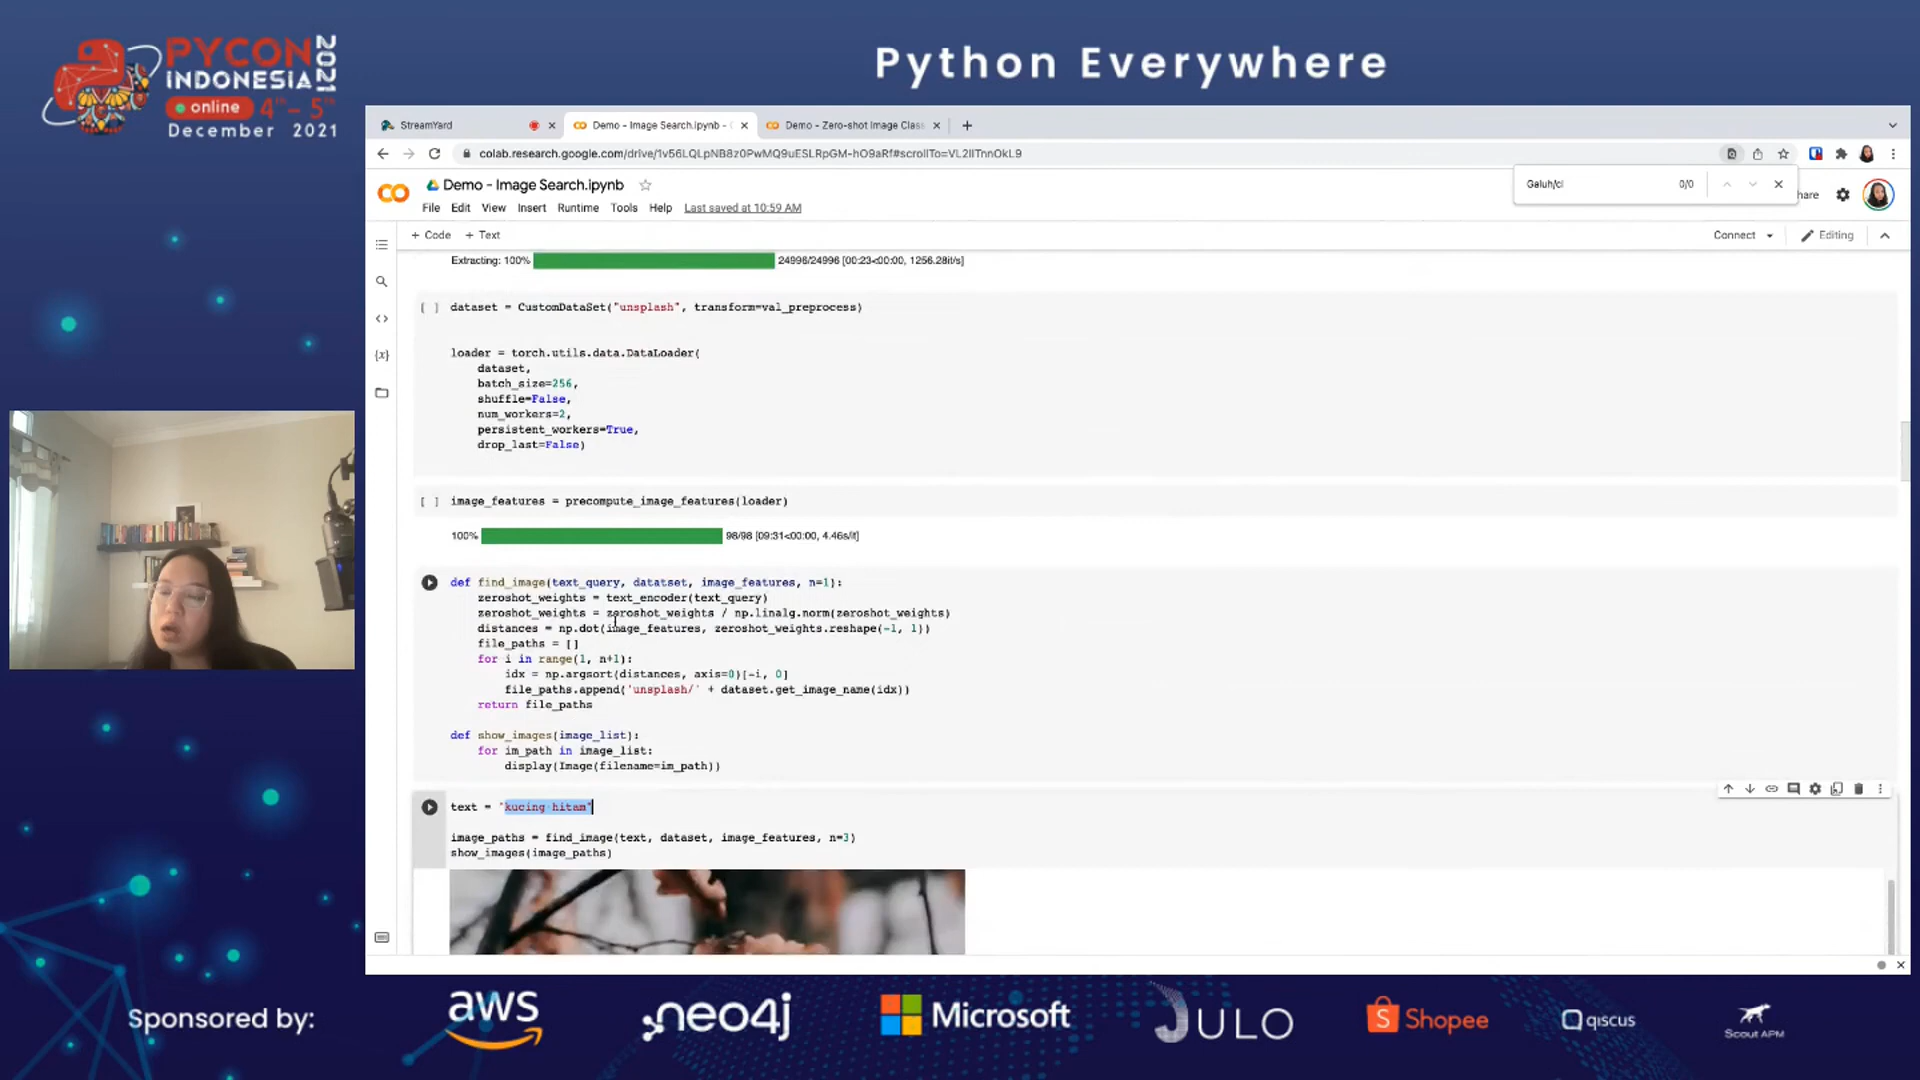 PYCON
INDONESIA
2021
online 4th - 5th
December 2021
Python Everywhere
StreamYard
Demo - Image Search.ipynb -
Demo - Zero-shot Image Clas
colab.research.google.com/drive/1v56LQLpNB8z0PwMQ9uESLRpGM-hO9aRf#scrollTo=VL2lITnnOkL9
Galuh/cl 0/0
CO Demo - Image Search.ipynb
File Edit View Insert Runtime Tools Help Last saved at 10:59 AM
hare
+ Code + Text
Connect Editing
Extracting: 100% 24996/24996 [00:23<00:00, 1256.28it/s]
[ ] dataset = CustomDataSet("unsplash", transform=val_preprocess)
loader = torch.utils.data.DataLoader(
dataset,
batch_size=256,
shuffle=False,
num_workers=2,
persistent_workers=True,
drop_last=False)
[ ] image_features = precompute_image_features(loader)
100% 98/98 [09:31<00:00, 4.46s/it]
def find_image(text_query, datatset, image_features, n=1):
zeroshot_weights = text_encoder(text_query)
zeroshot_weights = zeroshot_weights / np.linalg.norm(zeroshot_weights)
distances = np.dot(image_features, zeroshot_weights.reshape(-1, 1))
file_paths = []
for i in range(1, n+1):
idx = np.argsort(distances, axis=0)[-i, 0]
file_paths.append('unsplash/' + dataset.get_image_name(idx))
return file_paths
def show_images(image_list):
for im_path in image_list:
display(Image(filename=im_path))
text = "kucing hitam"
image_paths = find_image(text, dataset, image_features, n=3)
show_images(image_paths)
Sponsored by:
aws
neo4j
Microsoft
JULO
Shopee
qiscus
Scout APM